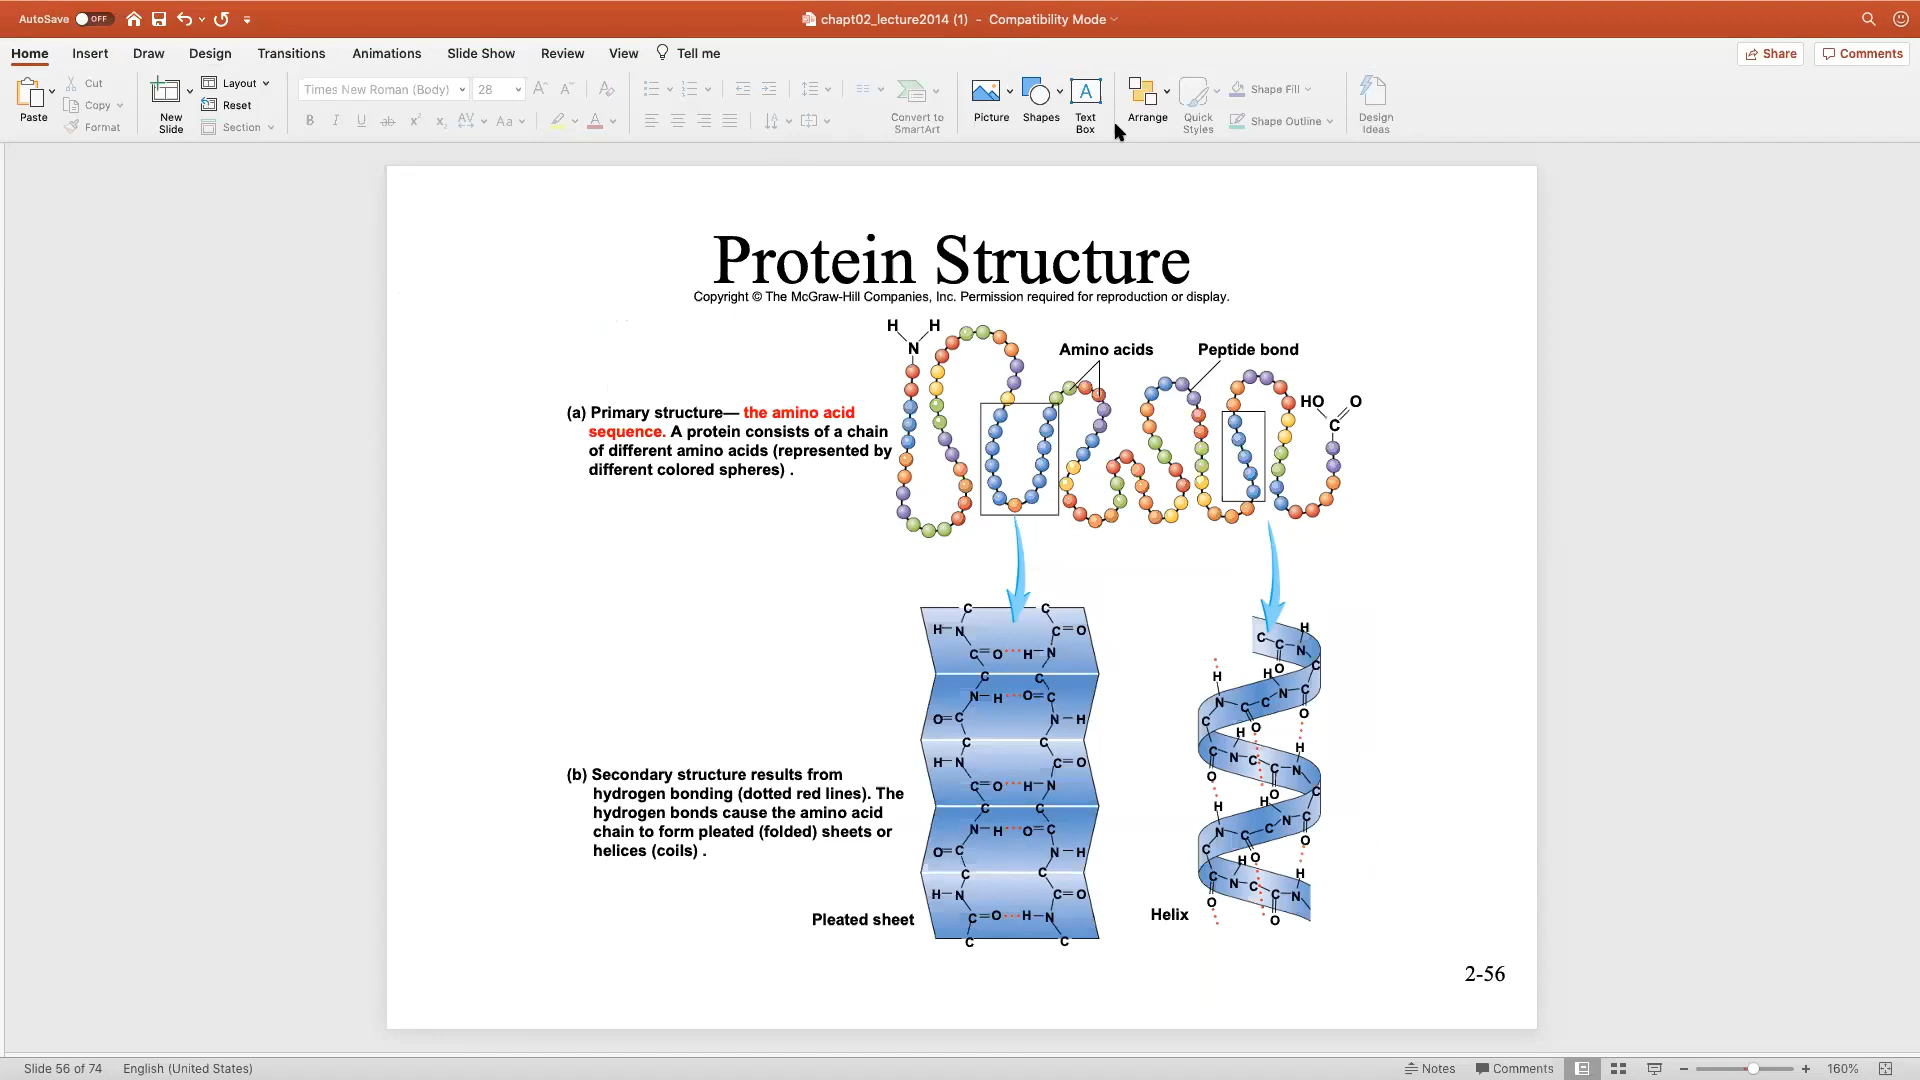 AutoSave OFF
chapt02_lecture2014 (1) - Compatibility Mode
Home Insert Draw Design Transitions Animations Slide Show Review View Tell me
Share Comments
Paste
Cut
Copy
Format
New
Slide
Layout
Reset
Section
Times New Roman (Body) 28
B I U ab X² X₂ AV Aa A
Convert to
SmartArt
Picture
Shapes
Text
Box
Arrange
Quick
Styles
Shape Fill
Shape Outline
Design
Ideas
Protein Structure
Copyright © The McGraw-Hill Companies, Inc. Permission required for reproduction or display.
H H
N
Amino acids
Peptide bond
HO O
C
(a) Primary structure— the amino acid
sequence. A protein consists of a chain
of different amino acids (represented by
different colored spheres) .
(b) Secondary structure results from
hydrogen bonding (dotted red lines). The
hydrogen bonds cause the amino acid
chain to form pleated (folded) sheets or
helices (coils) .
C C
H N C O
C O H N
C C
N H O C
O C N H
C C
H N C O
C O H N
C C
N H O C
O C N H
C C
H N C O
C O H N
C C
Pleated sheet
Helix
2-56
Slide 56 of 74 English (United States)
Notes Comments 160%